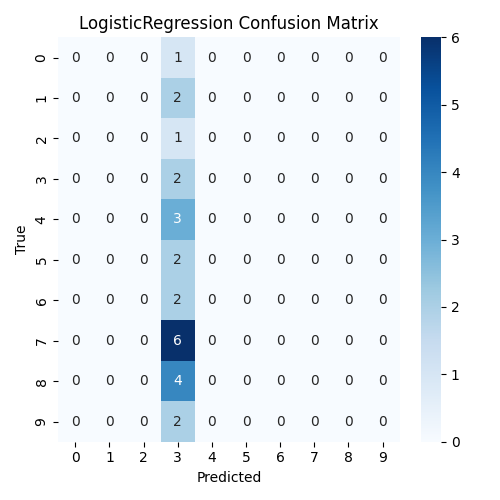 LogisticRegression Confusion Matrix
0 0 0 0 1 0 0 0 0 0 0
1 0 0 0 2 0 0 0 0 0 0
2 0 0 0 1 0 0 0 0 0 0
3 0 0 0 2 0 0 0 0 0 0
4 0 0 0 3 0 0 0 0 0 0
5 0 0 0 2 0 0 0 0 0 0
6 0 0 0 2 0 0 0 0 0 0
7 0 0 0 6 0 0 0 0 0 0
8 0 0 0 4 0 0 0 0 0 0
9 0 0 0 2 0 0 0 0 0 0
0 1 2 3 4 5 6 7 8 9
Predicted
True
6
5
4
3
2
1
0